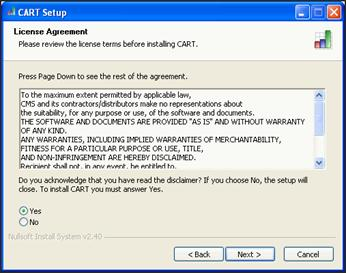 CART Setup
License Agreement
Please review the license terms before installing CART.
Press Page Down to see the rest of the agreement.
To the maximum extent permitted by applicable law,
CMS and its contractors/distributors make no representations about
the suitability, for any purpose or use, of the software and documents.
THE SOFTWARE AND DOCUMENTS ARE PROVIDED "AS IS" AND WITHOUT WARRANTY
OF ANY KIND.
ANY WARRANTIES, INCLUDING IMPLIED WARRANTIES OF MERCHANTABILITY,
FITNESS FOR A PARTICULAR PURPOSE OR USE, TITLE,
AND NON-INFRINGEMENT ARE HEREBY DISCLAIMED.
Recipient shall not, in any event, be entitled to,
Do you acknowledge that you have read the disclaimer? If you choose No, the setup will
close. To install CART you must answer Yes.
Yes
No
Nullsoft Install System v2.40
< Back
Next >
Cancel